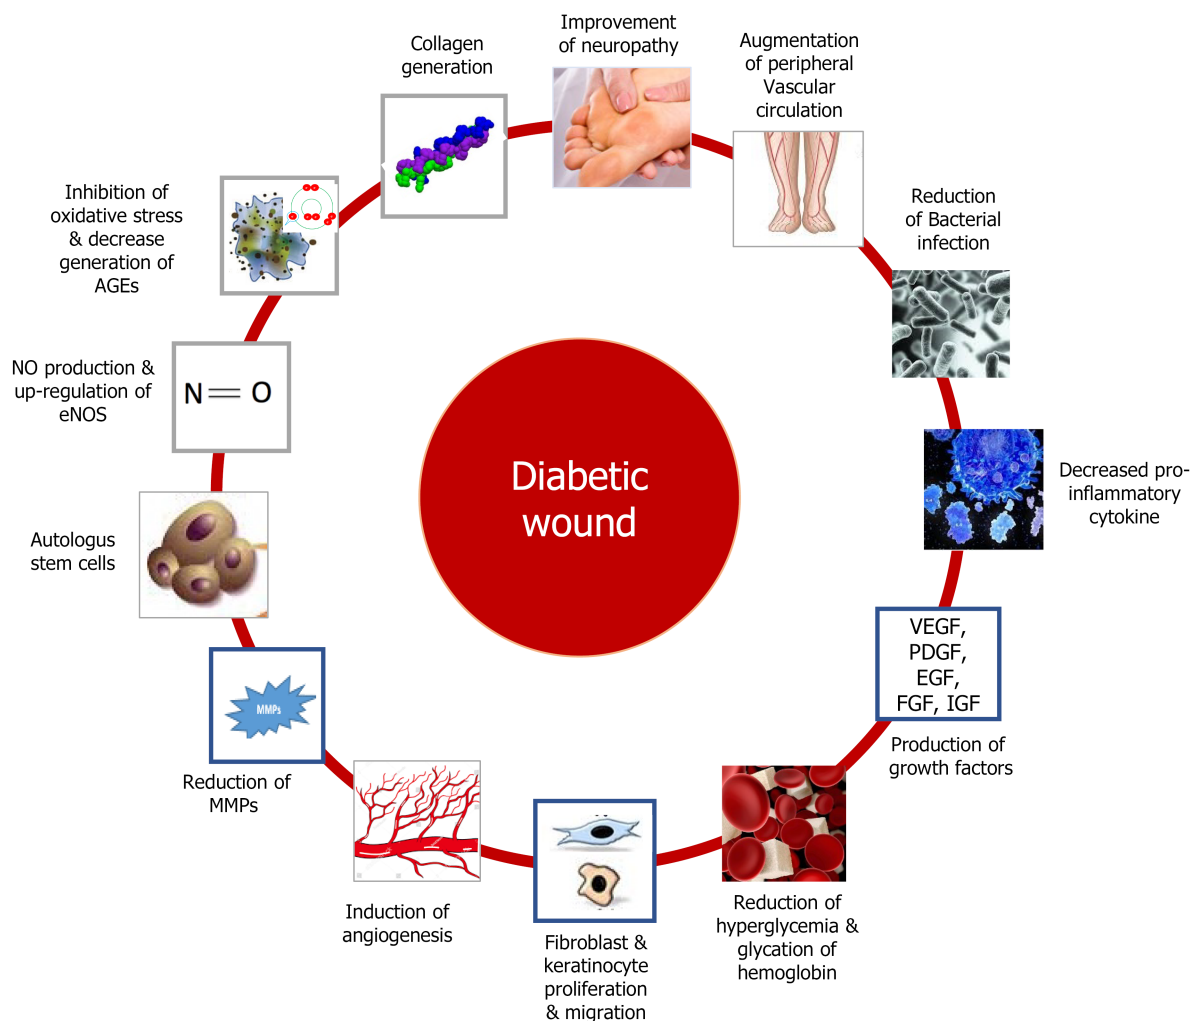 Improvement
of neuropathy
Collagen
generation
Augmentation
of peripheral
Vascular
circulation
Inhibition of
oxidative stress
& decrease
generation of
AGEs
Reduction
of Bacterial
infection
NO production &
up-regulation of
eNOS
N O
Decreased pro-
inflammatory
cytokine
Diabetic
wound
Autologus
stem cells
VEGF,
PDGF,
EGF,
FGF, IGF
Production of
growth factors
MMPs
Reduction of
MMPs
Induction of
angiogenesis
Reduction of
hyperglycemia &
glycation of
hemoglobin
Fibroblast &
keratinocyte
proliferation
& migration